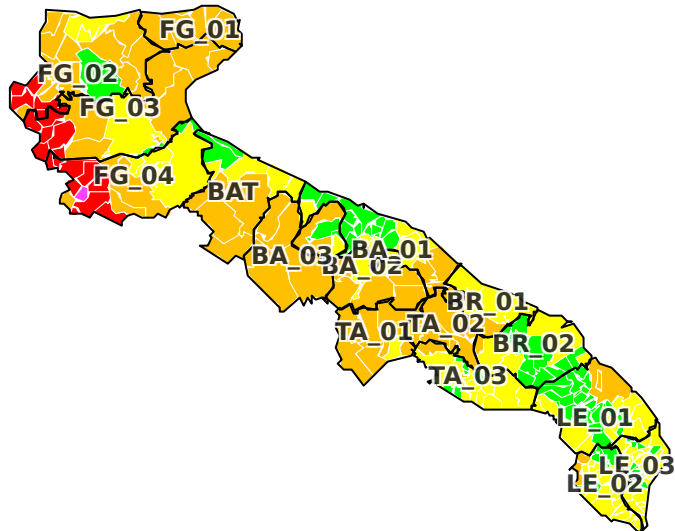 FG_01
FG_02
FG_03
FG_04
BAT
BA_01
BA_03
BA_02
BR_01
TA_01
TA_02
BR_02
TA_03
LE_01
LE_03
LE_02